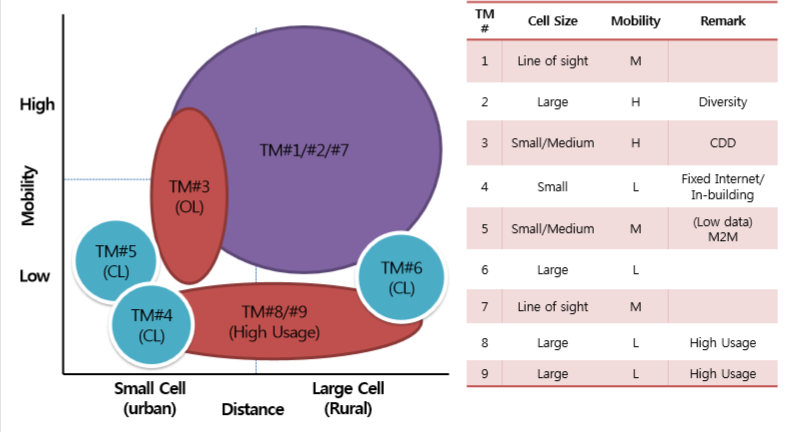 High
Mobility
Low
TM#1/#2/#7
TM#3
(OL)
TM#5
(CL)
TM#6
(CL)
TM#4
(CL)
TM#8/#9
(High Usage)
Small Cell
(urban)
Distance
Large Cell
(Rural)
TM
#
Cell Size
Mobility
Remark
1 Line of sight M
2 Large H Diversity
3 Small/Medium H CDD
4 Small L Fixed Internet/
In-building
5 Small/Medium M (Low data)
M2M
6 Large L
7 Line of sight M
8 Large L High Usage
9 Large L High Usage